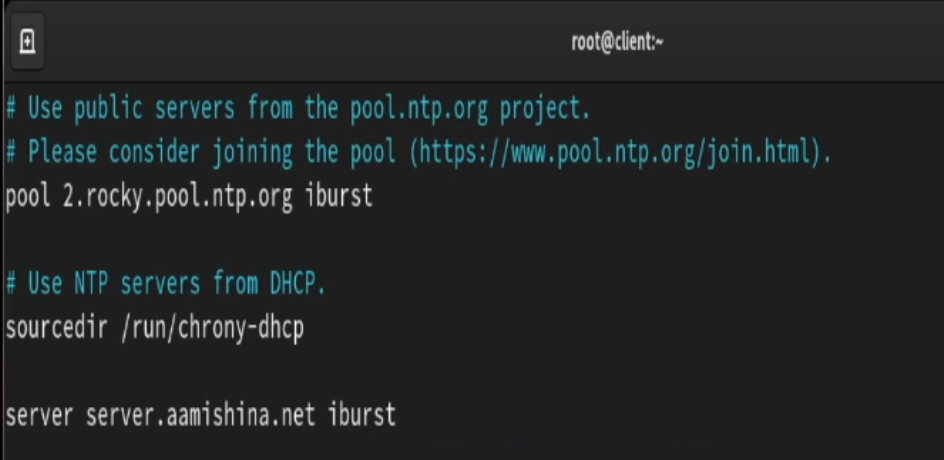 root@client:~
# Use public servers from the pool.ntp.org project.
# Please consider joining the pool (https://www.pool.ntp.org/join.html).
pool 2.rocky.pool.ntp.org iburst
# Use NTP servers from DHCP.
sourcedir /run/chrony-dhcp
server server.aamishina.net iburst